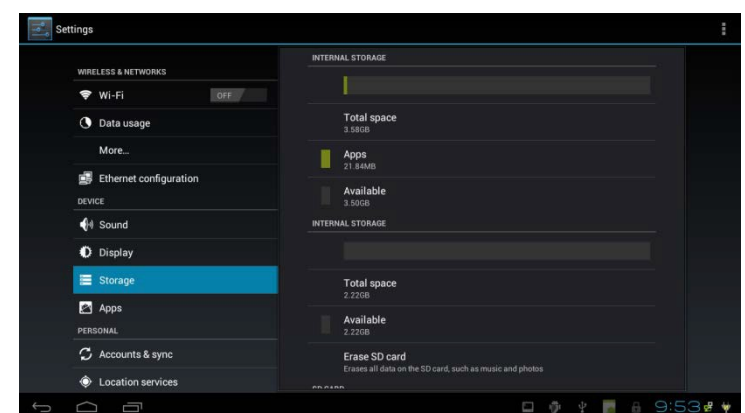 Settings
WIRELESS & NETWORKS
Wi-Fi OFF
Data usage
More...
Ethernet configuration
DEVICE
Sound
Display
Storage
Apps
PERSONAL
Accounts & sync
Location services
INTERNAL STORAGE
Total space
3.58GB
Apps
21.84MB
Available
3.50GB
INTERNAL STORAGE
Total space
2.22GB
Available
2.22GB
Erase SD card
Erases all data on the SD card, such as music and photos
SD CARD
9:53